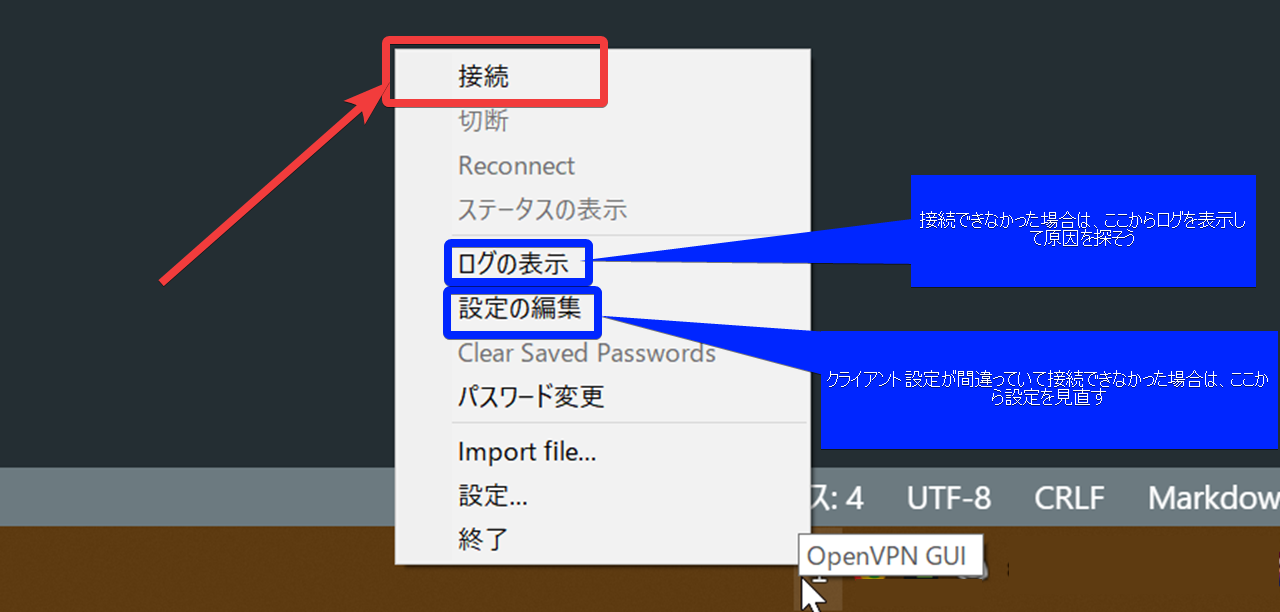 接続
切断
Reconnect
ステータスの表示
ログの表示
設定の編集
Clear Saved Passwords
パスワード変更
Import file...
設定...
終了
接続できなかった場合は、ここからログを表示し
て原因を探そう
クライアント設定が間違っていて接続できなかった場合は、ここか
ら設定を見直す
ス: 4 UTF-8 CRLF Markdow
OpenVPN GUI